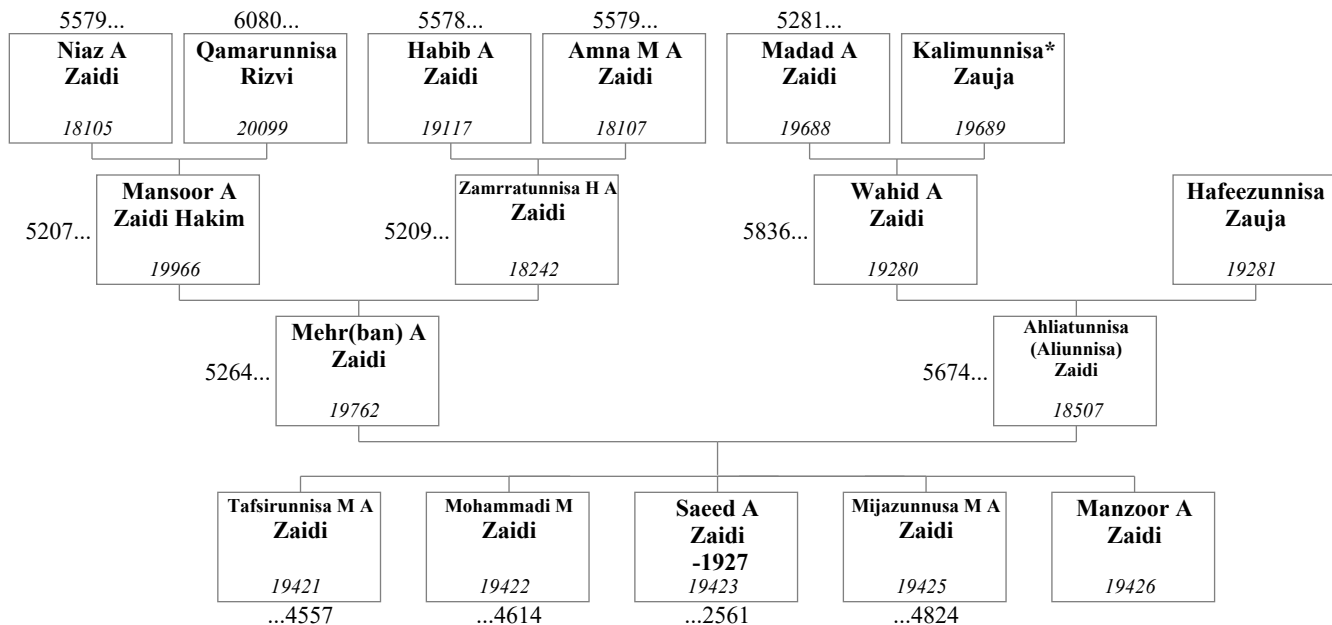 5579...
6080...
5578...
5579...
5281...
Niaz A
Zaidi
18105
Qamarunnisa
Rizvi
20099
Habib A
Zaidi
19117
Amna M A
Zaidi
18107
Madad A
Zaidi
19688
Kalimunnisa*
Zauja
19689
5207...
Mansoor A
Zaidi Hakim
19966
5209...
Zamrratunnisa H A
Zaidi
18242
5836...
Wahid A
Zaidi
19280
Hafeezunnisa
Zauja
19281
5264...
Mehr(ban) A
Zaidi
19762
5674...
Ahliatunnisa
(Aliunnisa)
Zaidi
18507
Tafsirunnisa M A
Zaidi
19421
...4557
Mohammadi M
Zaidi
19422
...4614
Saeed A
Zaidi
-1927
19423
...2561
Mijazunnusa M A
Zaidi
19425
...4824
Manzoor A
Zaidi
19426